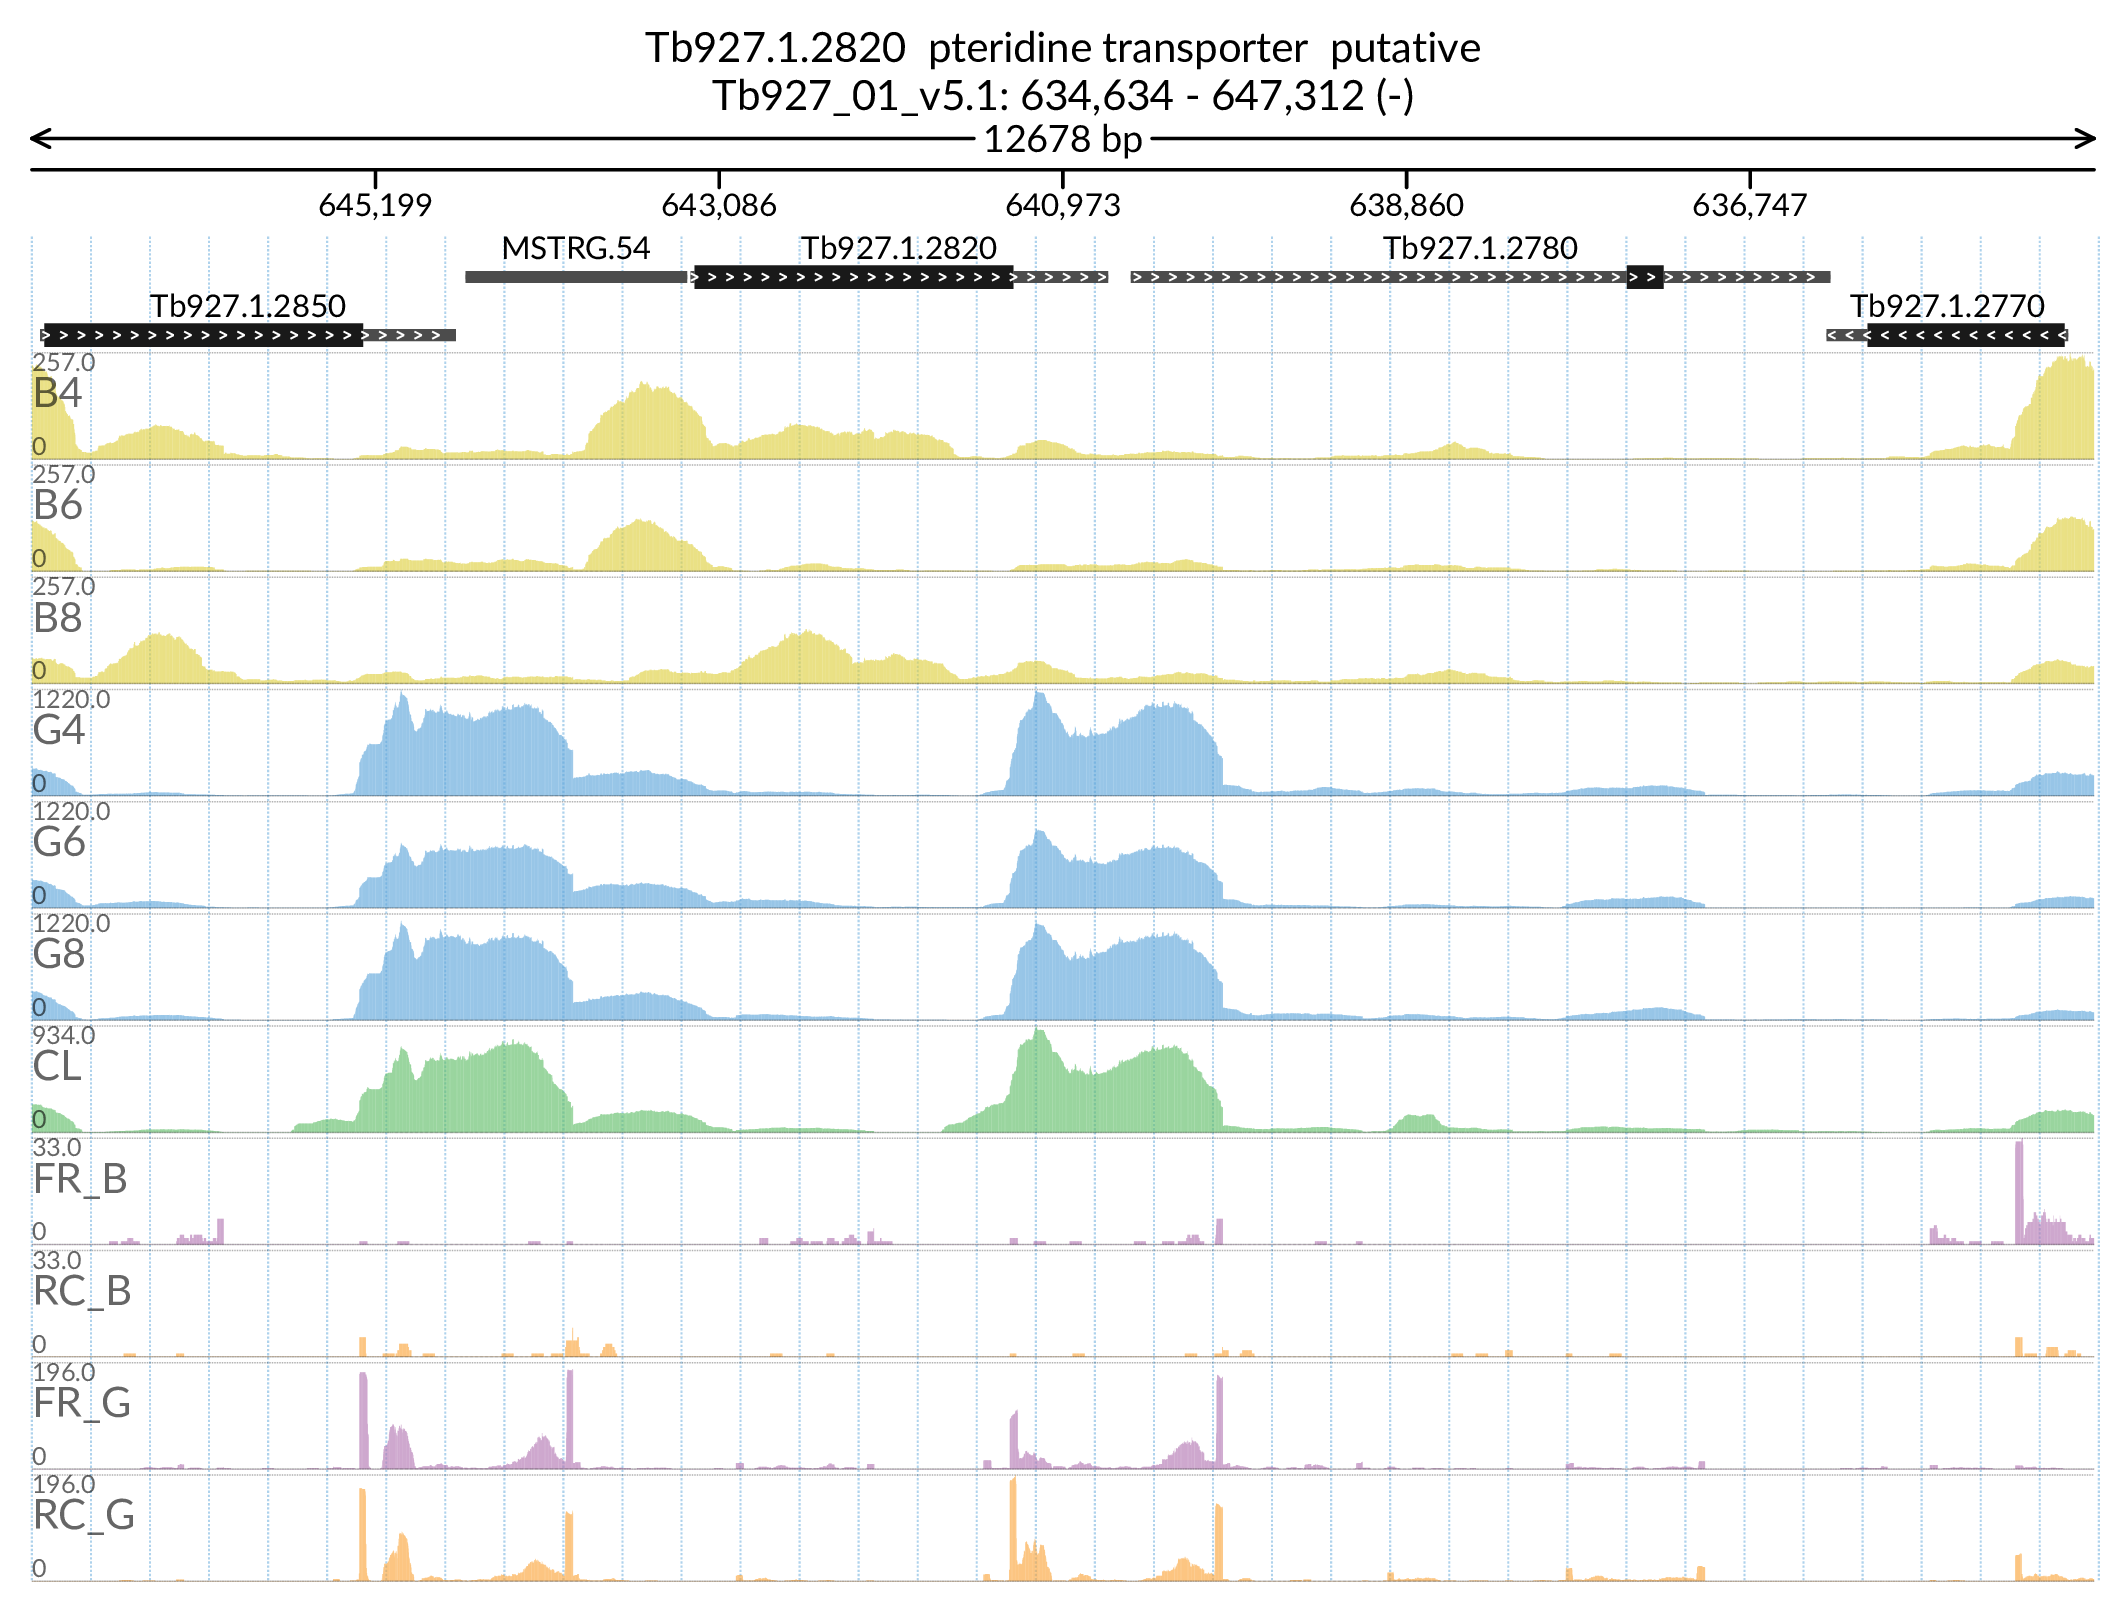 Tb927.1.2820  pteridine transporter  putative
Tb927_01_v5.1: 634,634 - 647,312 (-)
12678 bp
645,199 643,086 640,973 638,860 636,747
MSTRG.54 Tb927.1.2820 Tb927.1.2780
Tb927.1.2850 Tb927.1.2770
257.0
B4
0
257.0
B6
0
257.0
B8
0
1220.0
G4
0
1220.0
G6
0
1220.0
G8
0
934.0
CL
0
33.0
FR_B
0
33.0
RC_B
0
196.0
FR_G
0
196.0
RC_G
0